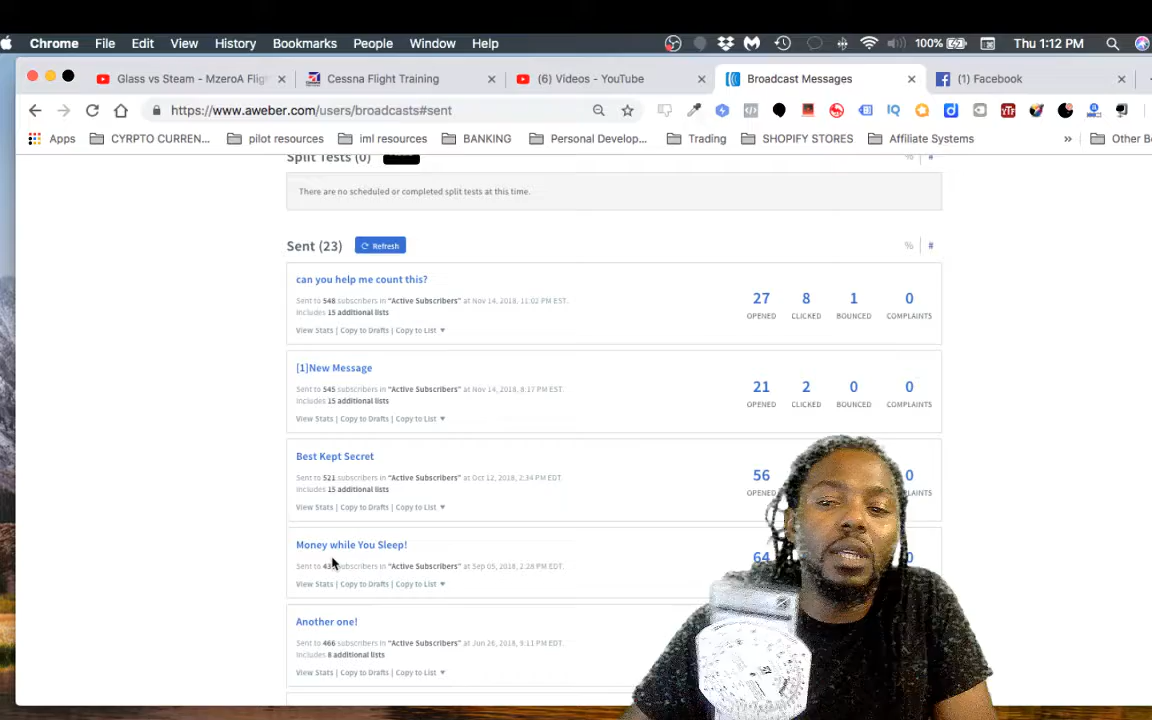 Chrome File Edit View History Bookmarks People Window Help 100% Thu 1:12 PM
Glass vs Steam - MzeroA Fligh × Cessna Flight Training × (6) Videos - YouTube × Broadcast Messages × (1) Facebook ×
https://www.aweber.com/users/broadcasts#sent
Apps CYRPTO CURREN... pilot resources iml resources BANKING Personal Develop... Trading SHOPIFY STORES Affiliate Systems » Other Bo
Split Tests (0) % #
There are no scheduled or completed split tests at this time.
Sent (23) Refresh % #
can you help me count this?
Sent to 548 subscribers in "Active Subscribers" at Nov 14, 2018, 11:02 PM EST.
Includes 15 additional lists
View Stats | Copy to Drafts | Copy to List ▼
27 8 1 0
OPENED CLICKED BOUNCED COMPLAINTS
[1]New Message
Sent to 545 subscribers in "Active Subscribers" at Nov 14, 2018, 8:17 PM EST.
Includes 15 additional lists
View Stats | Copy to Drafts | Copy to List ▼
21 2 0 0
OPENED CLICKED BOUNCED COMPLAINTS
Best Kept Secret
Sent to 521 subscribers in "Active Subscribers" at Oct 12, 2018, 2:34 PM EDT.
Includes 15 additional lists
View Stats | Copy to Drafts | Copy to List ▼
56 0
OPENED LAINTS
Money while You Sleep!
Sent to subscribers in "Active Subscribers" at Sep 05, 2018, 2:28 PM EDT.
View Stats | Copy to Drafts | Copy to List ▼
64 0
Another one!
Sent to 466 subscribers in "Active Subscribers" at Jun 26, 2018, 9:11 PM EDT.
Includes 8 additional lists
View Stats | Copy to Drafts | Copy to List ▼